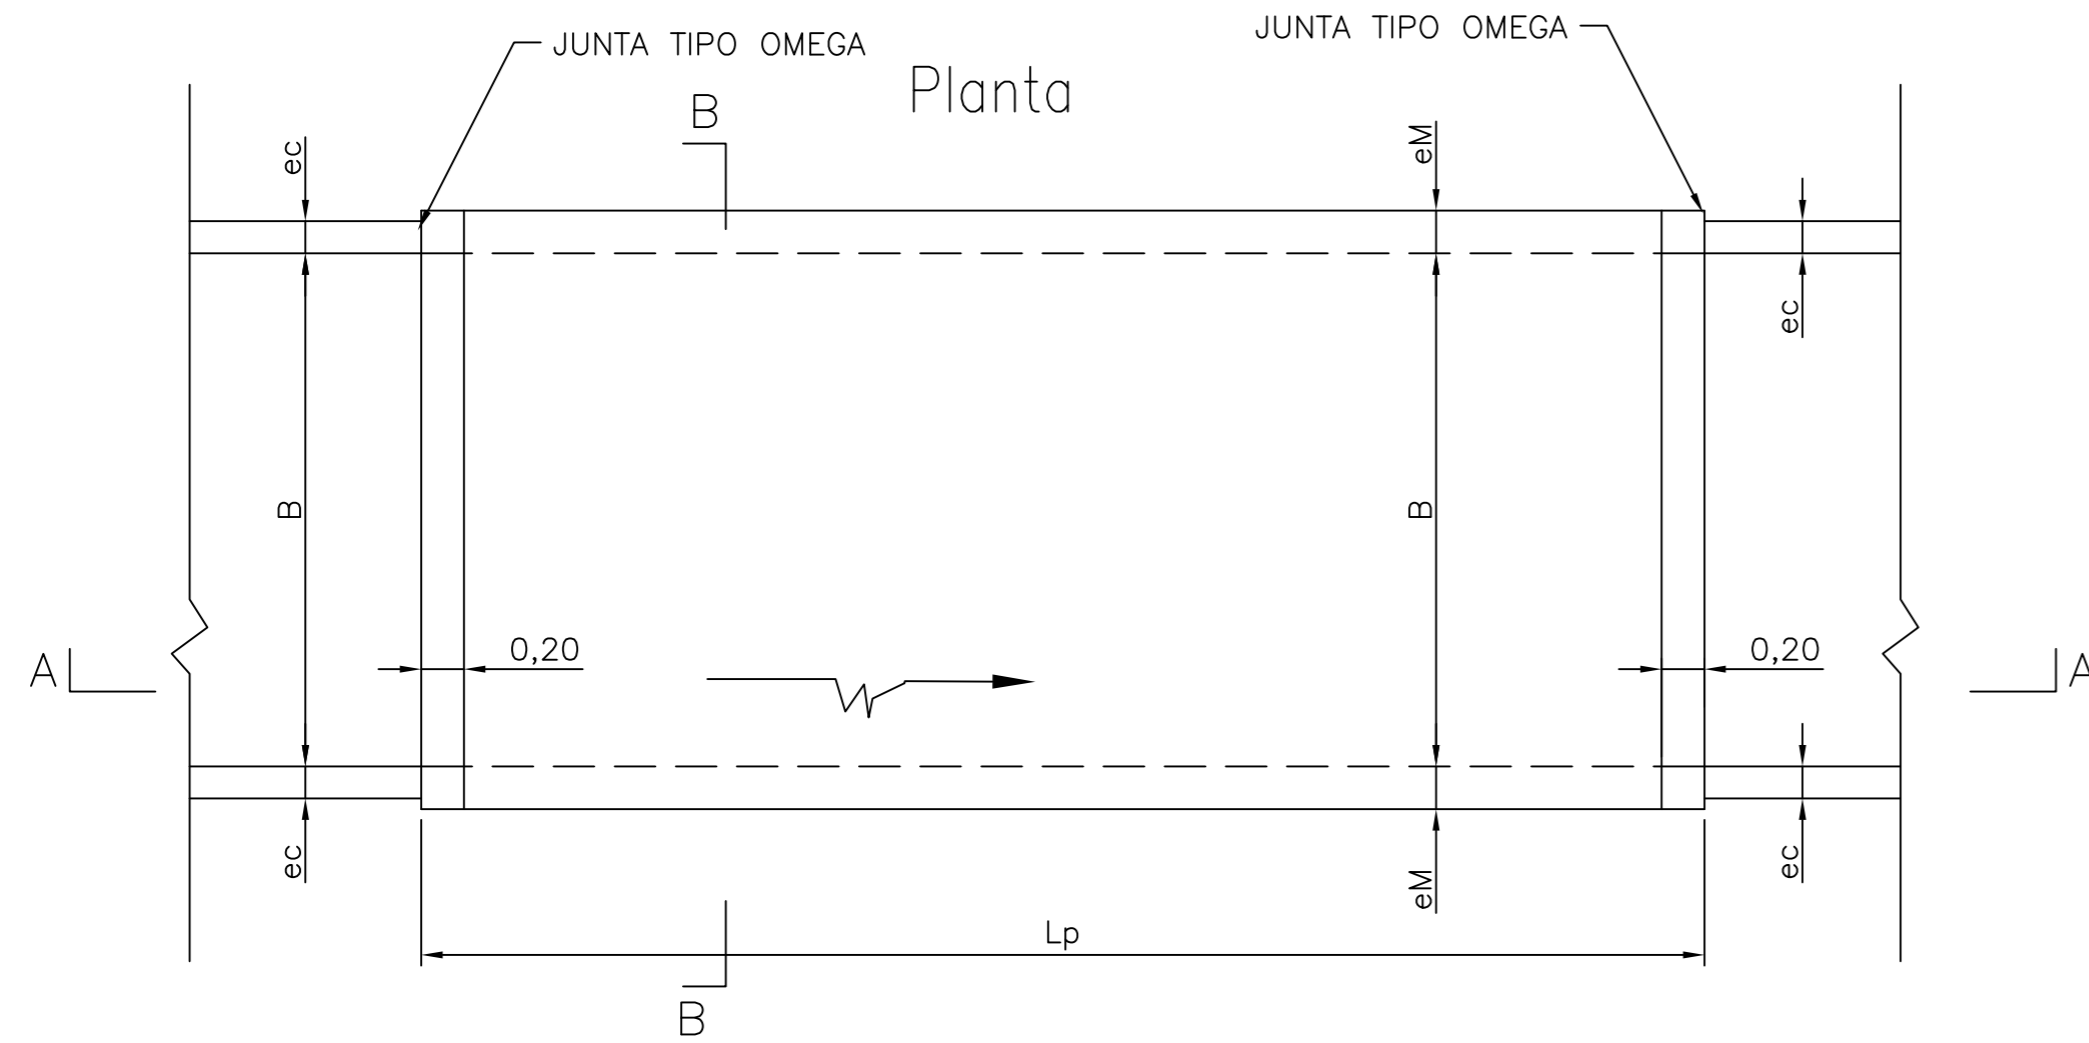 JUNTA TIPO OMEGA
JUNTA TIPO OMEGA
Planta
B
ec
eM
ec
B
B
0,20
0,20
A
A
ec
eM
ec
Lp
B